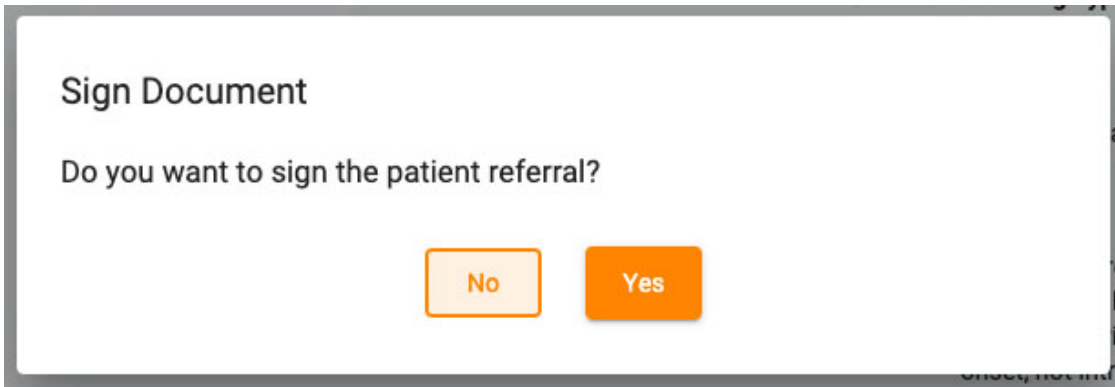 Sign Document
Do you want to sign the patient referral?
No
Yes